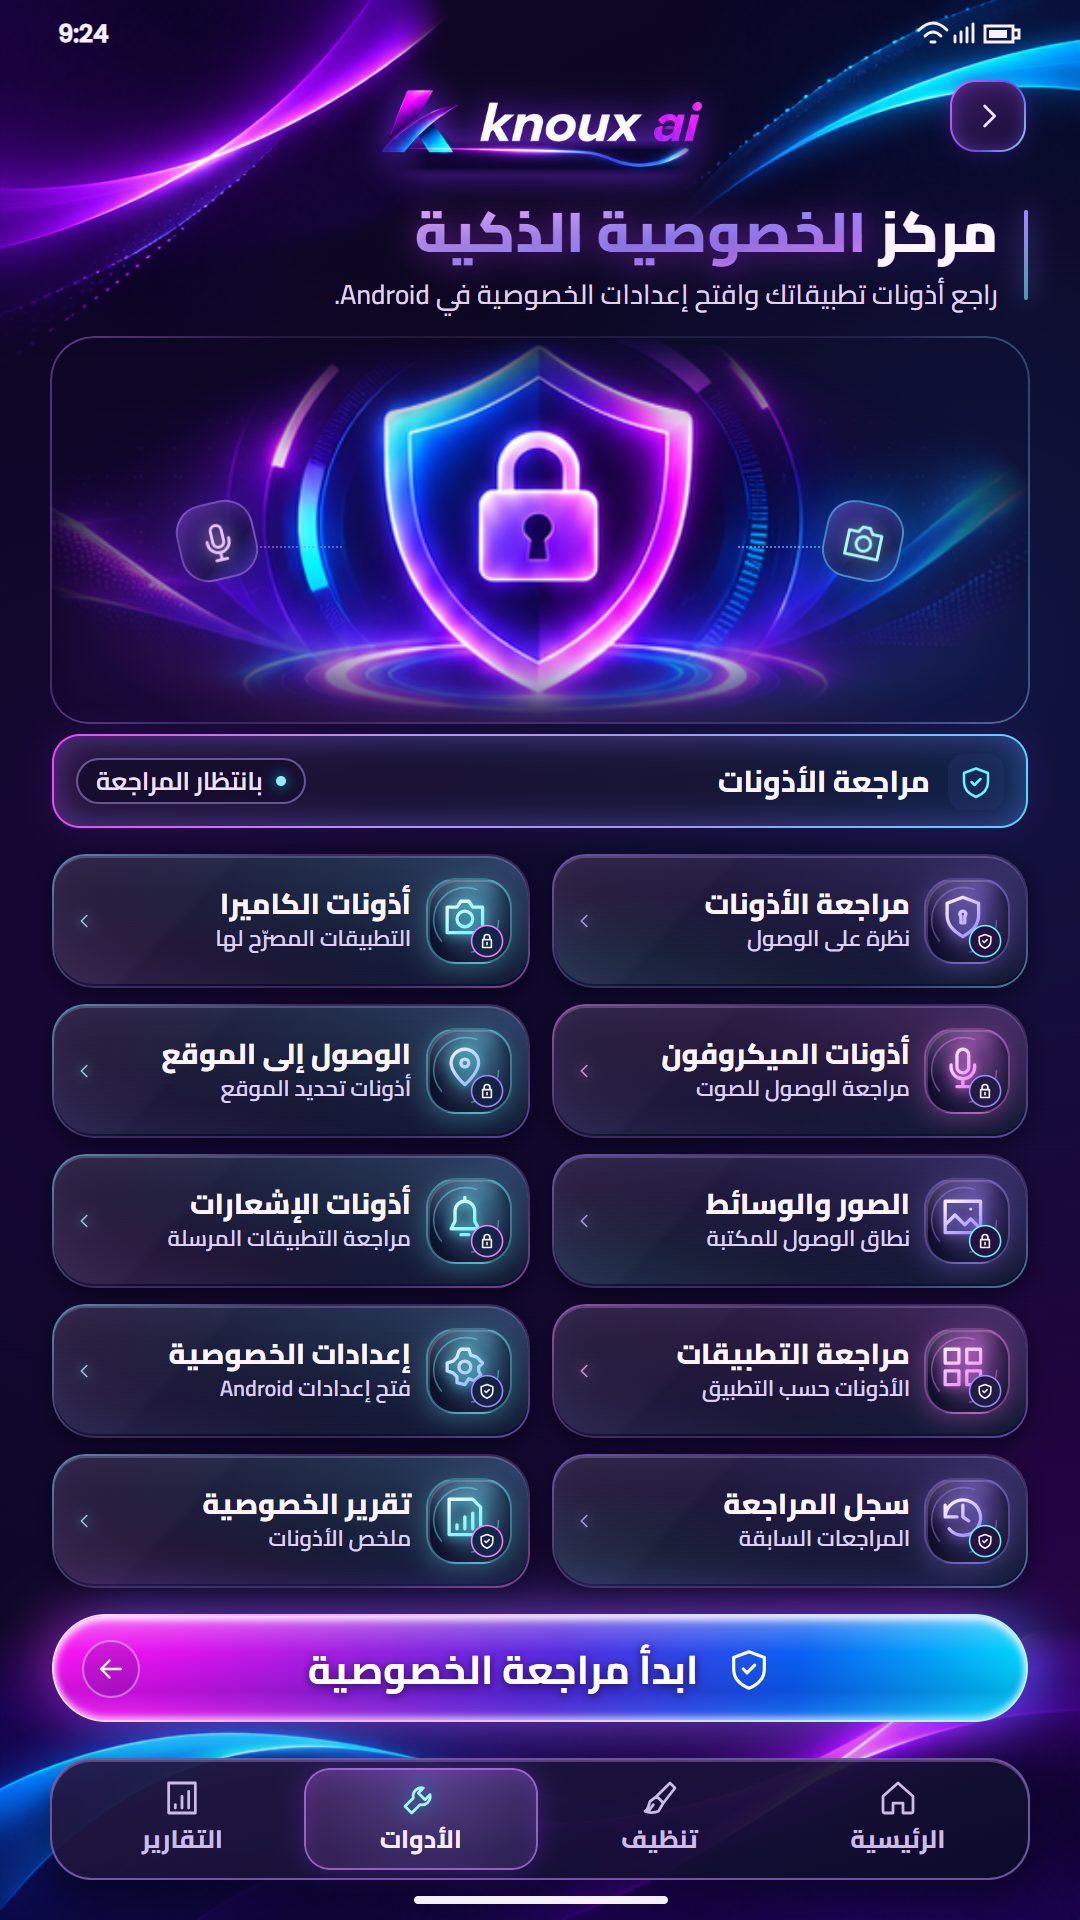 9:24
knoux ai
مركز الخصوصية الذكية
راجع أذونات تطبيقاتك وافتح إعدادات الخصوصية في Android.
مراجعة الأذونات
بانتظار المراجعة
مراجعة الأذونات
نظرة على الوصول
أذونات الكاميرا
التطبيقات المصرّح لها
أذونات الميكروفون
مراجعة الوصول للصوت
الوصول إلى الموقع
أذونات تحديد الموقع
الصور والوسائط
نطاق الوصول للمكتبة
أذونات الإشعارات
مراجعة التطبيقات المرسلة
مراجعة التطبيقات
الأذونات حسب التطبيق
إعدادات الخصوصية
فتح إعدادات Android
سجل المراجعة
المراجعات السابقة
تقرير الخصوصية
ملخص الأذونات
ابدأ مراجعة الخصوصية
الرئيسية
تنظيف
الأدوات
التقارير